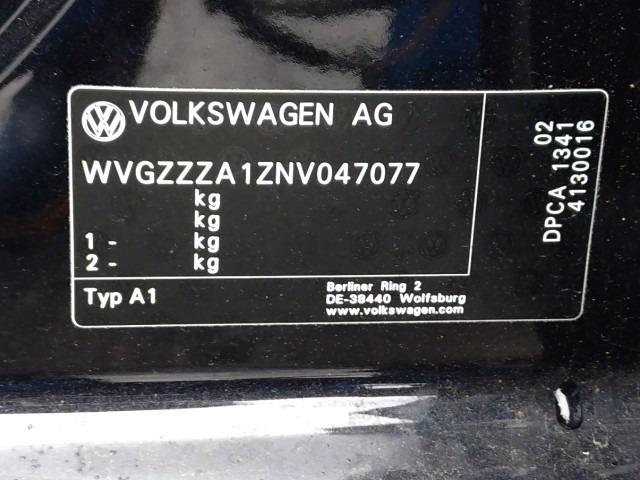 VOLKSWAGEN AG
WVGZZZA1ZNV047077
kg
kg
1 - kg
2 - kg
Typ A1
Berliner Ring 2
DE-38440 Wolfsburg
www.volkswagen.com
02
DPCA 1341
4130016